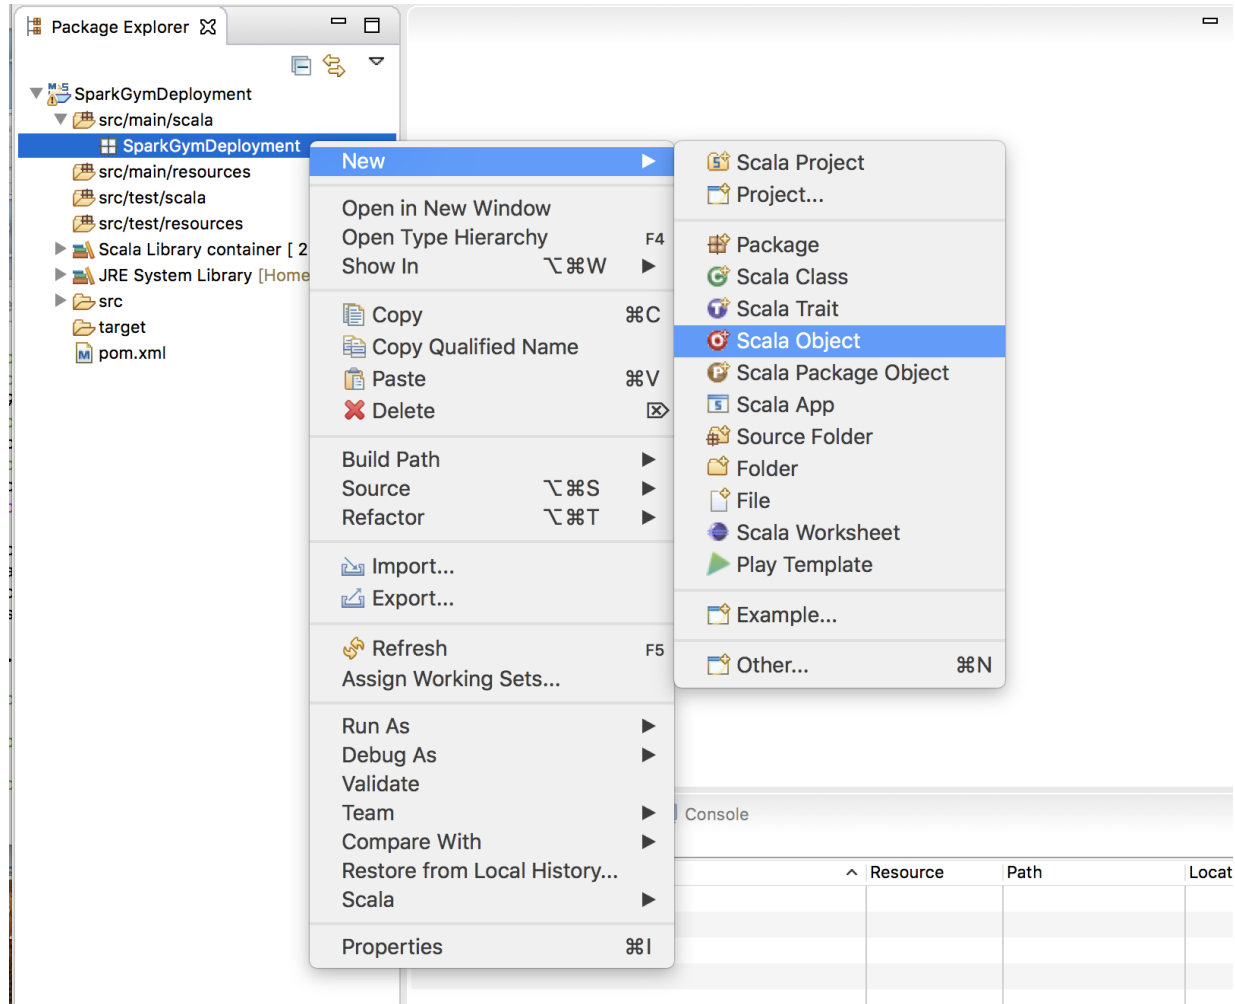 Package Explorer
SparkGymDeployment
src/main/scala
SparkGymDeployment
src/main/resources
src/test/scala
src/test/resources
Scala Library container [ 2
JRE System Library [Home
src
target
pom.xml
New
Open in New Window
Open Type Hierarchy F4
Show In ⌥⌘W
Copy ⌘C
Copy Qualified Name
Paste ⌘V
Delete ⌦
Build Path
Source ⌥⌘S
Refactor ⌥⌘T
Import...
Export...
Refresh F5
Assign Working Sets...
Run As
Debug As
Validate
Team
Compare With
Restore from Local History...
Scala
Properties ⌘I
Scala Project
Project...
Package
Scala Class
Scala Trait
Scala Object
Scala Package Object
Scala App
Source Folder
Folder
File
Scala Worksheet
Play Template
Example...
Other... ⌘N
Console
Resource Path Locat